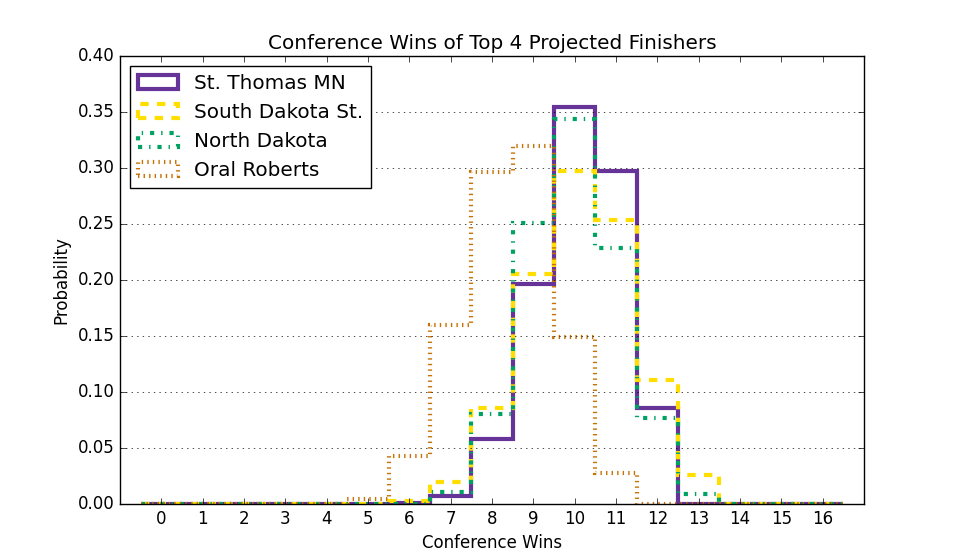 Conference Wins of Top 4 Projected Finishers
0.40
0.35
0.30
0.25
0.20
0.15
0.10
0.05
0.00
Probability
St. Thomas MN
South Dakota St.
North Dakota
Oral Roberts
0 1 2 3 4 5 6 7 8 9 10 11 12 13 14 15 16
Conference Wins